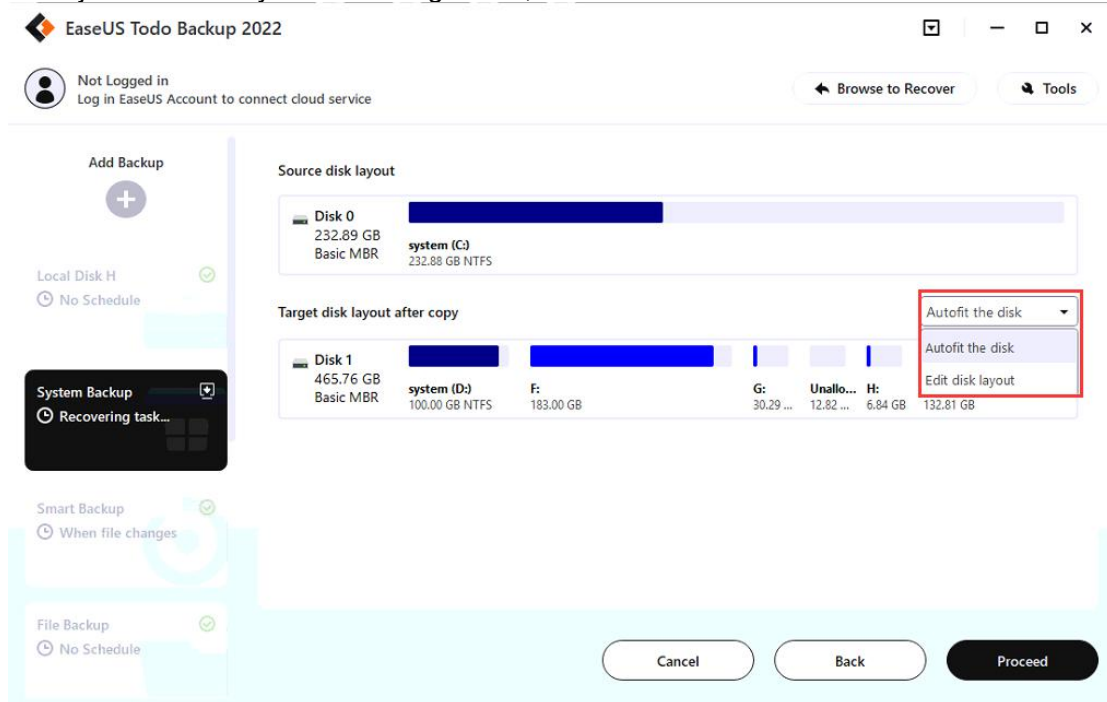 EaseUS Todo Backup 2022
Not Logged in
Log in EaseUS Account to connect cloud service
Browse to Recover
Tools
Add Backup
Local Disk H
No Schedule
System Backup
Recovering task...
Smart Backup
When file changes
File Backup
No Schedule
Source disk layout
Disk 0
232.89 GB
Basic MBR
system (C:)
232.88 GB NTFS
Target disk layout after copy
Autofit the disk
Autofit the disk
Edit disk layout
Disk 1
465.76 GB
Basic MBR
system (D:)
100.00 GB NTFS
F:
183.00 GB
G:
30.29 ...
Unallo...
12.82 ...
H:
6.84 GB
132.81 GB
Cancel
Back
Proceed